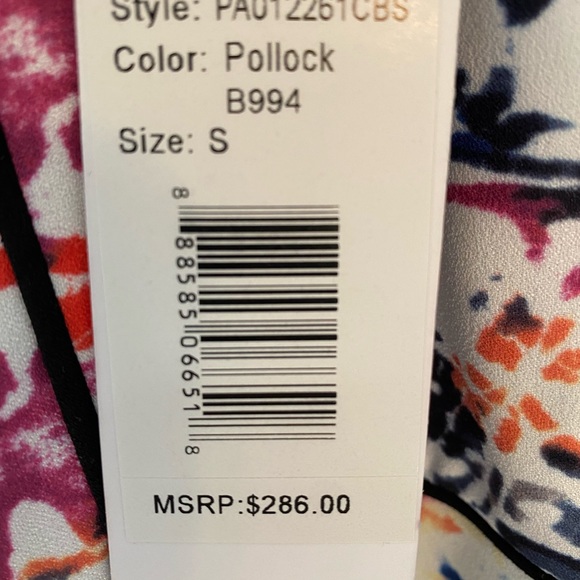 Style: PA012261CBS
Color: Pollock
B994
Size: S
8 88585 06651 8
MSRP:$286.00